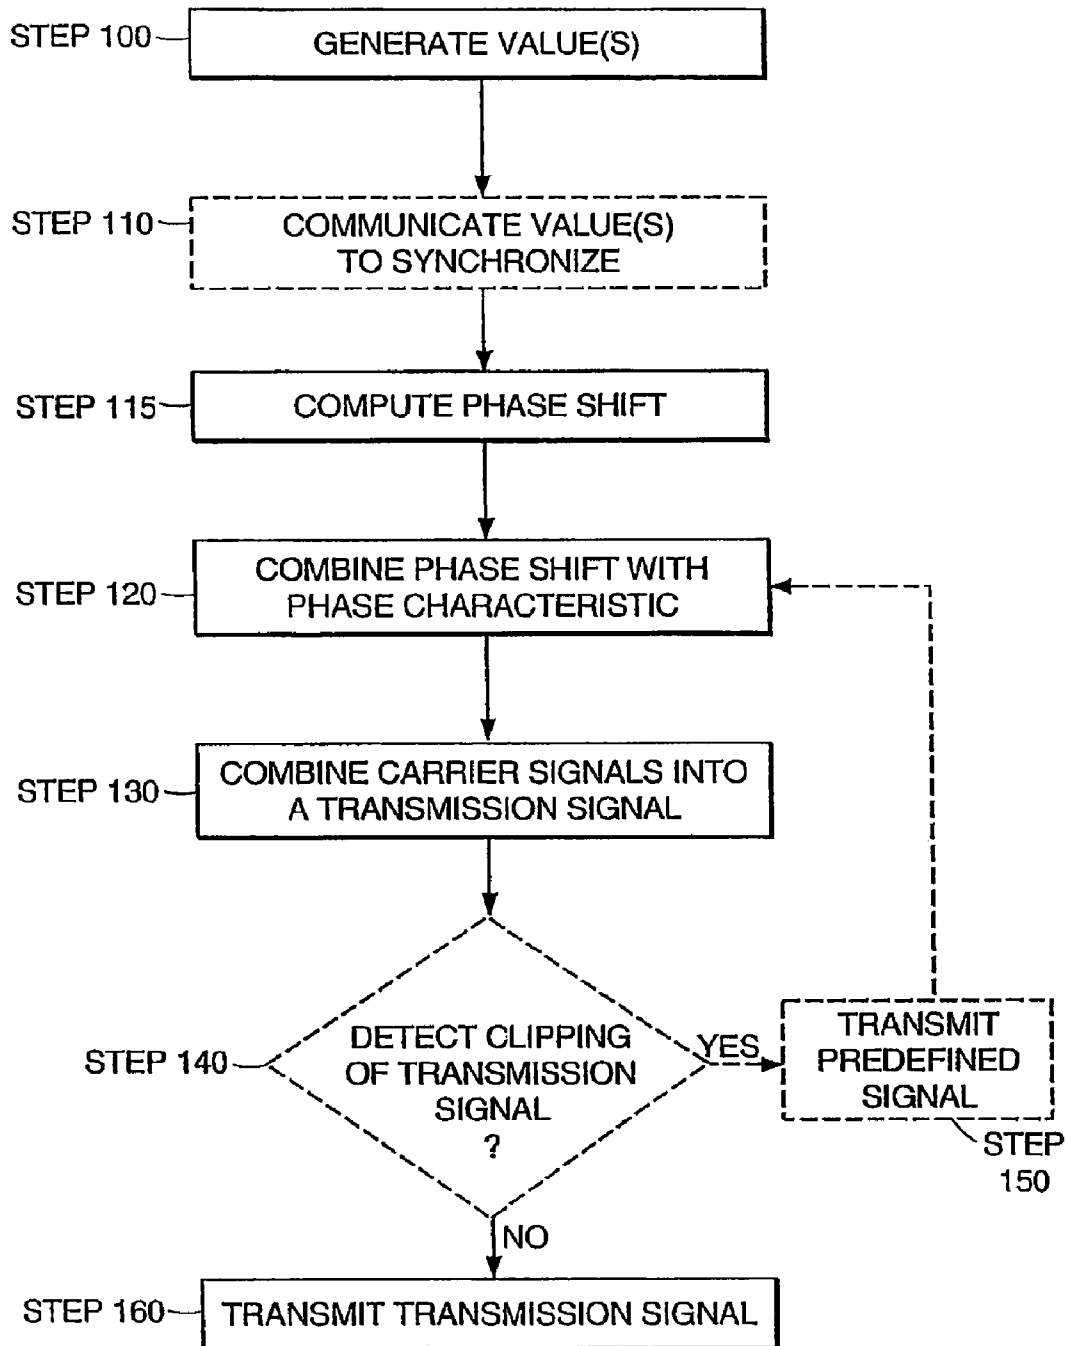 STEP 100
GENERATE VALUE(S)
STEP 110
COMMUNICATE VALUE(S)
TO SYNCHRONIZE
STEP 115
COMPUTE PHASE SHIFT
STEP 120
COMBINE PHASE SHIFT WITH
PHASE CHARACTERISTIC
STEP 130
COMBINE CARRIER SIGNALS INTO
A TRANSMISSION SIGNAL
STEP 140
DETECT CLIPPING
OF TRANSMISSION
SIGNAL
?
YES
TRANSMIT
PREDEFINED
SIGNAL
STEP
150
NO
STEP 160
TRANSMIT TRANSMISSION SIGNAL